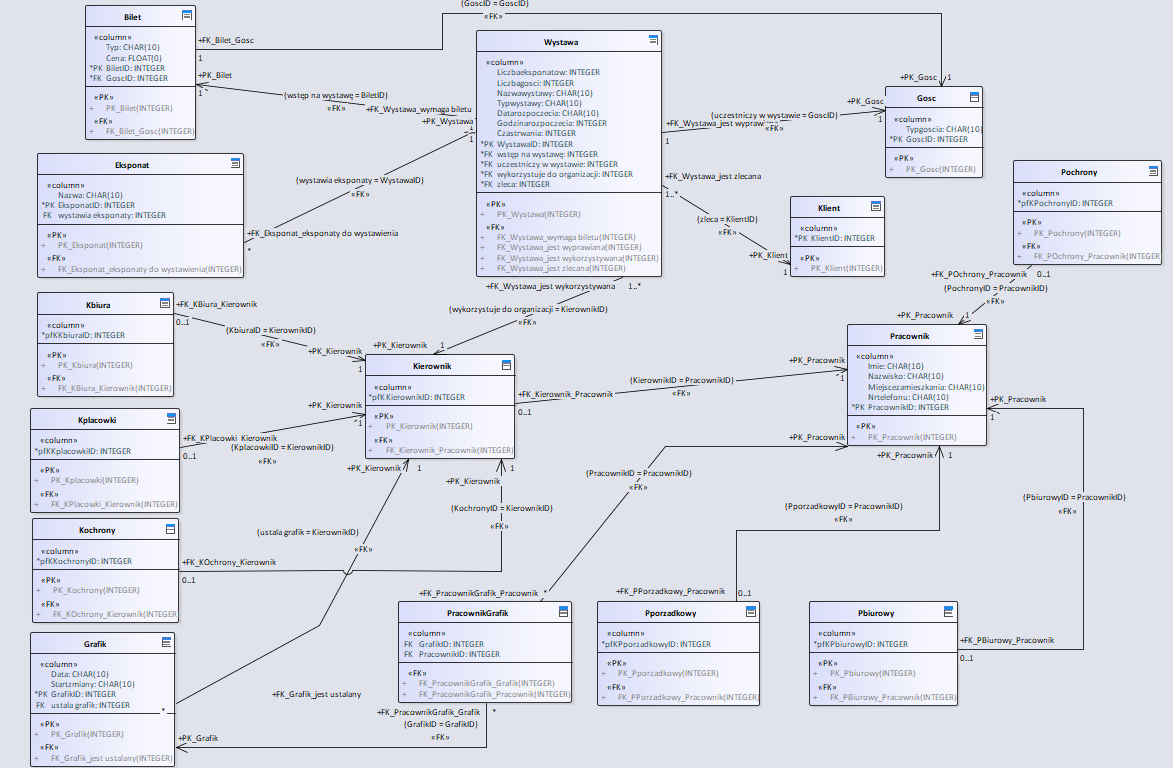 (GoscID = GoscID)
«FK»
Bilet
«column»
Typ: CHAR(10)
Cena: FLOAT(0)
*PK BiletID: INTEGER
*FK GoscID: INTEGER
«PK»
+ PK_Bilet(INTEGER)
«FK»
+ FK_Bilet_Gosc(INTEGER)
+FK_Bilet_Gosc
1
+PK_Bilet
1
(wstęp na wystawę = BiletID)
«FK»
+FK_Wystawa_wymaga biletu
+PK_Wystawa
1
1
Wystawa
«column»
Liczbaeksponatow: INTEGER
Liczbagosci: INTEGER
Nazwawystawy: CHAR(10)
Typwystawy: CHAR(10)
Datarozpoczecia: CHAR(10)
Godzinarozpoczecia: INTEGER
Czastrwania: INTEGER
*PK WystawaID: INTEGER
*FK wstęp na wystawę: INTEGER
*FK uczestniczy w wystawie: INTEGER
*FK wykorzystuje do organizacji: INTEGER
*FK zleca: INTEGER
«PK»
+ PK_Wystawa(INTEGER)
«FK»
+ FK_Wystawa_wymaga biletu(INTEGER)
+ FK_Wystawa_jest wyprawiana(INTEGER)
+ FK_Wystawa_jest wykorzystywana(INTEGER)
+ FK_Wystawa_jest zlecana(INTEGER)
+PK_Gosc 1
+PK_Gosc
1
(uczestniczy w wystawie = GoscID)
+FK_Wystawa_jest wyprawiana
«FK»
1
Gosc
«column»
Typgoscia: CHAR(10)
*PK GoscID: INTEGER
«PK»
+ PK_Gosc(INTEGER)
Eksponat
«column»
Nazwa: CHAR(10)
*PK EksponatID: INTEGER
FK wystawia eksponaty: INTEGER
«PK»
+ PK_Eksponat(INTEGER)
«FK»
+ FK_Eksponat_eksponaty do wystawienia(INTEGER)
(wystawia eksponaty = WystawaID)
«FK»
+FK_Eksponat_eksponaty do wystawienia
*
+FK_Wystawa_jest zlecana
1..*
(zleca = KlientID)
«FK»
+PK_Klient
1
Klient
«column»
*PK KlientID: INTEGER
«PK»
+ PK_Klient(INTEGER)
Pochrony
«column»
*pfKPochronyID: INTEGER
«PK»
+ PK_Pochrony(INTEGER)
«FK»
+ FK_POchrony_Pracownik(INTEGER)
+FK_POchrony_Pracownik 0..1
(PochronyID = PracownikID)
«FK»
+PK_Pracownik 1
+FK_Wystawa_jest wykorzystywana 1..*
(wykorzystuje do organizacji = KierownikID)
«FK»
+PK_Kierownik 1
Kbiura
«column»
*pfKKbiuraID: INTEGER
«PK»
+ PK_Kbiura(INTEGER)
«FK»
+ FK_KBiura_Kierownik(INTEGER)
+FK_KBiura_Kierownik
0..1
(KbiuraID = KierownikID)
«FK»
+PK_Kierownik
1
Kierownik
«column»
*pfKKierownikID: INTEGER
«PK»
+ PK_Kierownik(INTEGER)
«FK»
+ FK_Kierownik_Pracownik(INTEGER)
+FK_Kierownik_Pracownik
0..1
(KierownikID = PracownikID)
«FK»
+PK_Pracownik
1
Pracownik
«column»
Imie: CHAR(10)
Nazwisko: CHAR(10)
Miejscezamieszkania: CHAR(10)
Nrtelefonu: CHAR(10)
*PK PracownikID: INTEGER
«PK»
+ PK_Pracownik(INTEGER)
+PK_Pracownik
1
Kplacowki
«column»
*pfKKplacowkiID: INTEGER
«PK»
+ PK_Kplacowki(INTEGER)
«FK»
+ FK_KPlacowki_Kierownik(INTEGER)
+PK_Kierownik
1
+FK_KPlacowki_Kierownik
0..1
(KplacowkiID = KierownikID)
«FK»
+PK_Kierownik 1
1
+PK_Kierownik
(KochronyID = KierownikID)
«FK»
+PK_Pracownik
+PK_Pracownik 1
(PracownikID = PracownikID)
«FK»
(PporzadkowyID = PracownikID)
«FK»
(PbiurowyID = PracownikID)
«FK»
Kochrony
«column»
*pfKKochronyID: INTEGER
«PK»
+ PK_Kochrony(INTEGER)
«FK»
+ FK_KOchrony_Kierownik(INTEGER)
(ustala grafik = KierownikID)
«FK»
+FK_KOchrony_Kierownik
0..1
Grafik
«column»
Data: CHAR(10)
Startzmiany: CHAR(10)
*PK GrafikID: INTEGER
FK ustala grafik: INTEGER
«PK»
+ PK_Grafik(INTEGER)
«FK»
+ FK_Grafik_jest ustalany(INTEGER)
*
+FK_Grafik_jest ustalany
+PK_Grafik
+FK_PracownikGrafik_Pracownik *
PracownikGrafik
«column»
FK GrafikID: INTEGER
FK PracownikID: INTEGER
«FK»
+ FK_PracownikGrafik_Grafik(INTEGER)
+ FK_PracownikGrafik_Pracownik(INTEGER)
+FK_PracownikGrafik_Grafik *
(GrafikID = GrafikID)
«FK»
+FK_PPorzadkowy_Pracownik 0..1
Pporzadkowy
«column»
*pfKPporzadkowyID: INTEGER
«PK»
+ PK_Pporzadkowy(INTEGER)
«FK»
+ FK_PPorzadkowy_Pracownik(INTEGER)
Pbiurowy
«column»
*pfKPbiurowyID: INTEGER
«PK»
+ PK_Pbiurowy(INTEGER)
«FK»
+ FK_PBiurowy_Pracownik(INTEGER)
+FK_PBiurowy_Pracownik
0..1